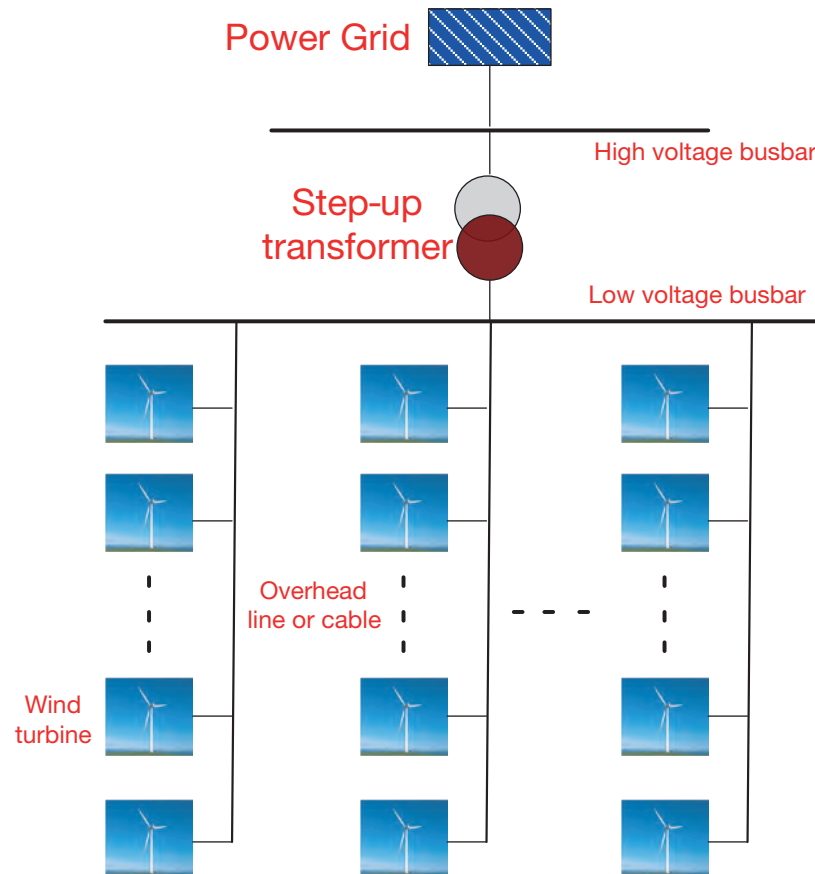 Power Grid
High voltage busbar
Step-up
transformer
Low voltage busbar
Overhead
line or cable
Wind
turbine